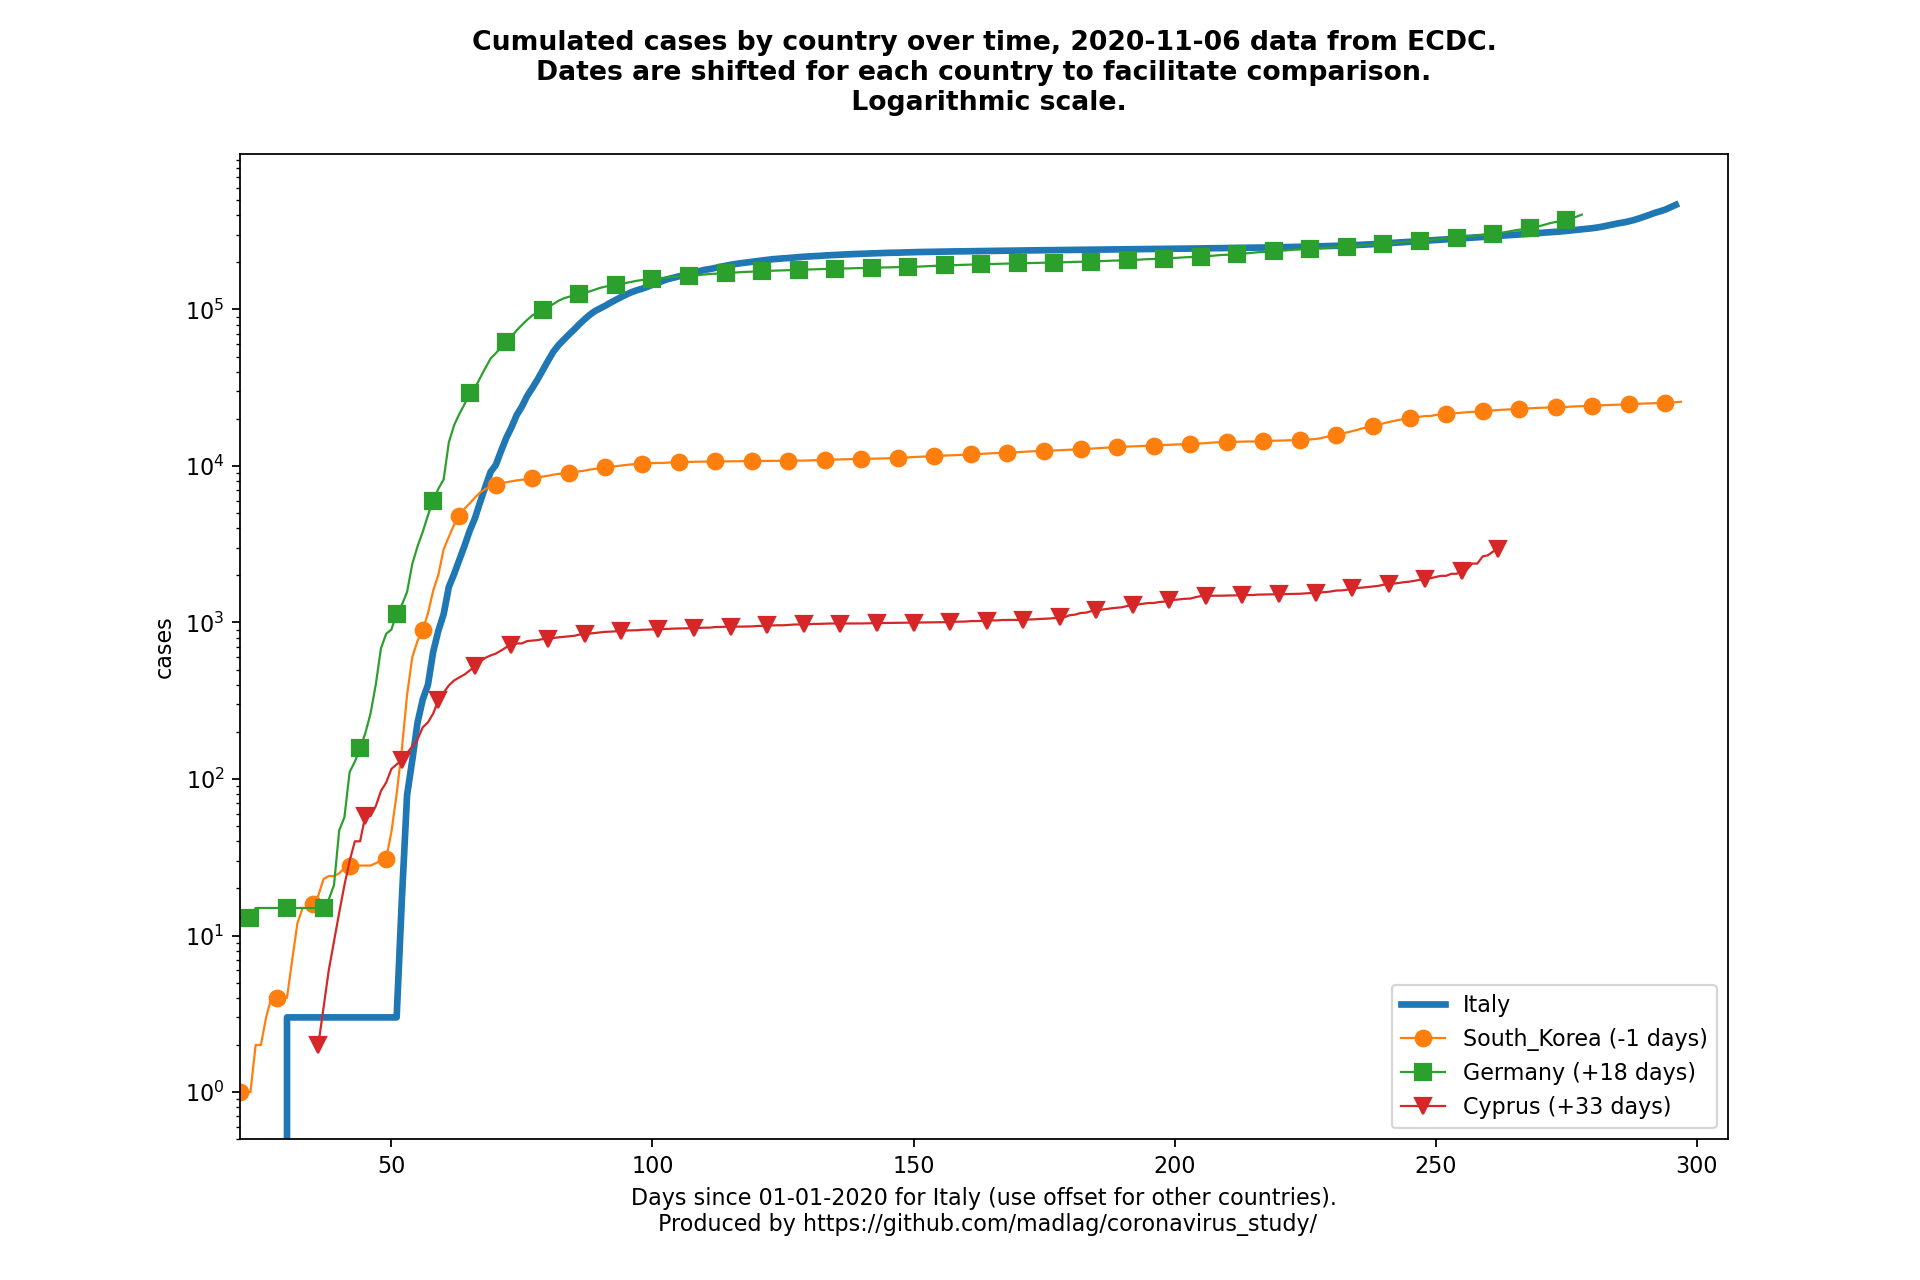 Cumulated cases by country over time, 2020-11-06 data from ECDC.
Dates are shifted for each country to facilitate comparison.
Logarithmic scale.
cases
10^5
10^4
10^3
10^2
10^1
10^0
50 100 150 200 250 300
Italy
South_Korea (-1 days)
Germany (+18 days)
Cyprus (+33 days)
Days since 01-01-2020 for Italy (use offset for other countries).
Produced by https://github.com/madlag/coronavirus_study/